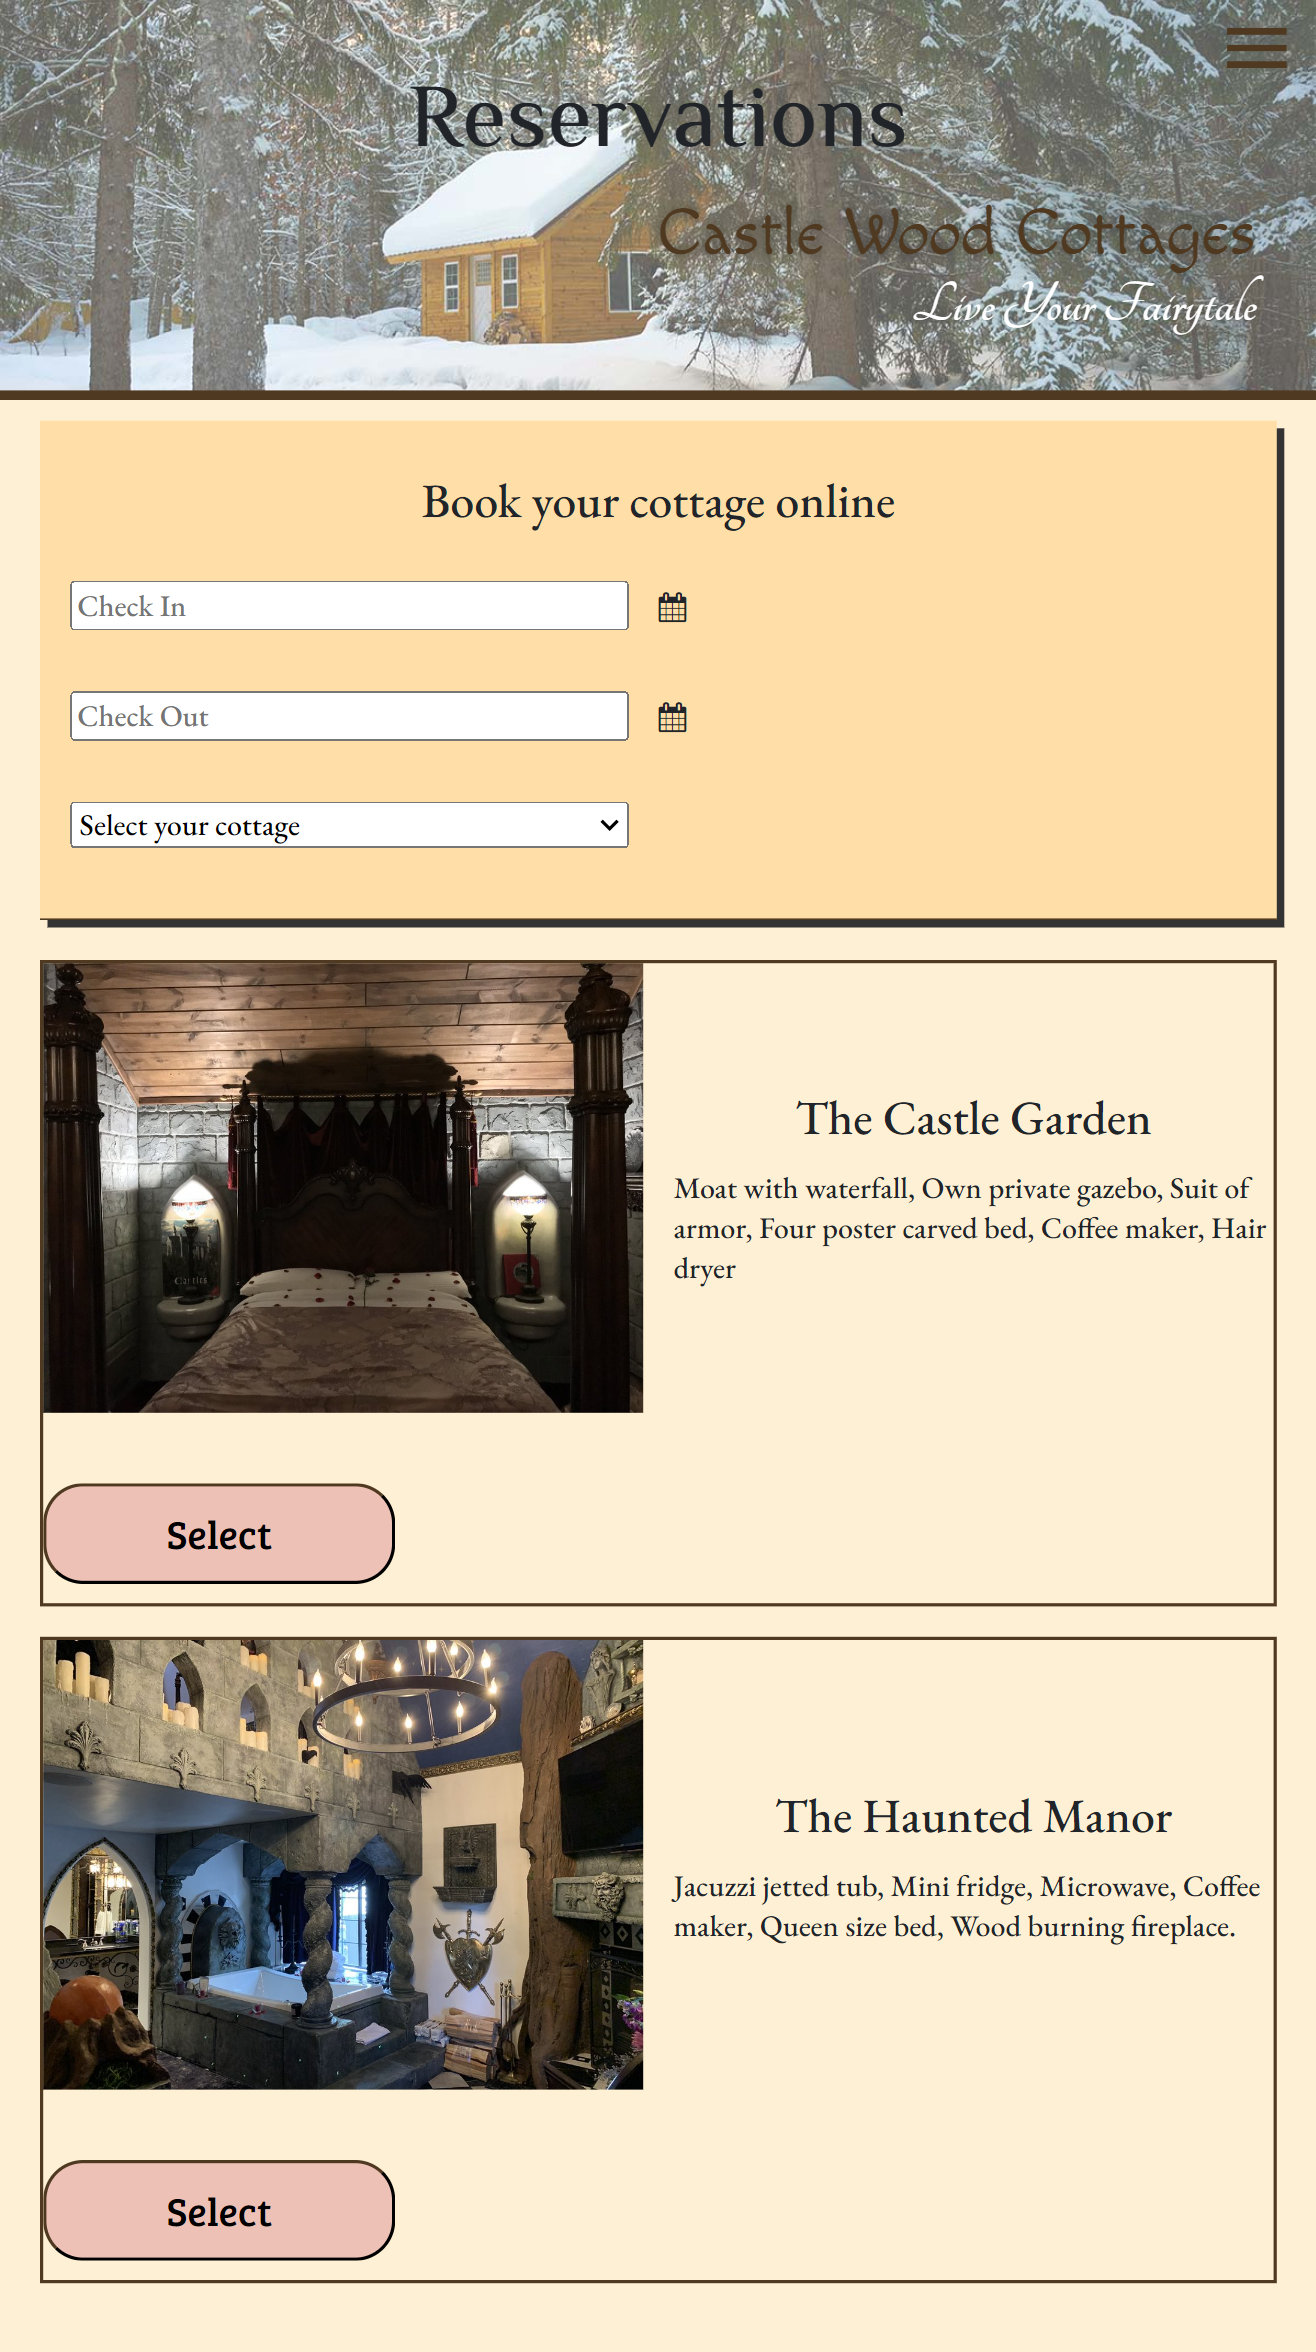 Reservations
Castle Wood Cottages
Live Your Fairytale
Book your cottage online
Check In
Check Out
Select your cottage
The Castle Garden
Moat with waterfall, Own private gazebo, Suit of
armor, Four poster carved bed, Coffee maker, Hair
dryer
Castles
Select
The Haunted Manor
Jacuzzi jetted tub, Mini fridge, Microwave, Coffee
maker, Queen size bed, Wood burning fireplace.
Select